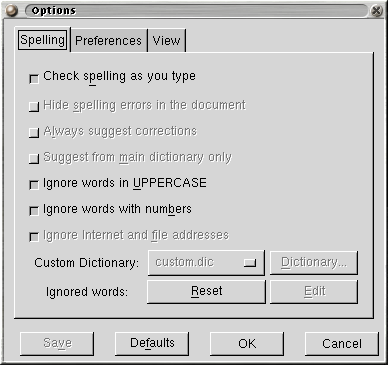 Options
Spelling Preferences View
Check spelling as you type
Hide spelling errors in the document
Always suggest corrections
Suggest from main dictionary only
Ignore words in UPPERCASE
Ignore words with numbers
Ignore Internet and file addresses
Custom Dictionary: custom.dic Dictionary...
Ignored words: Reset Edit
Save Defaults OK Cancel